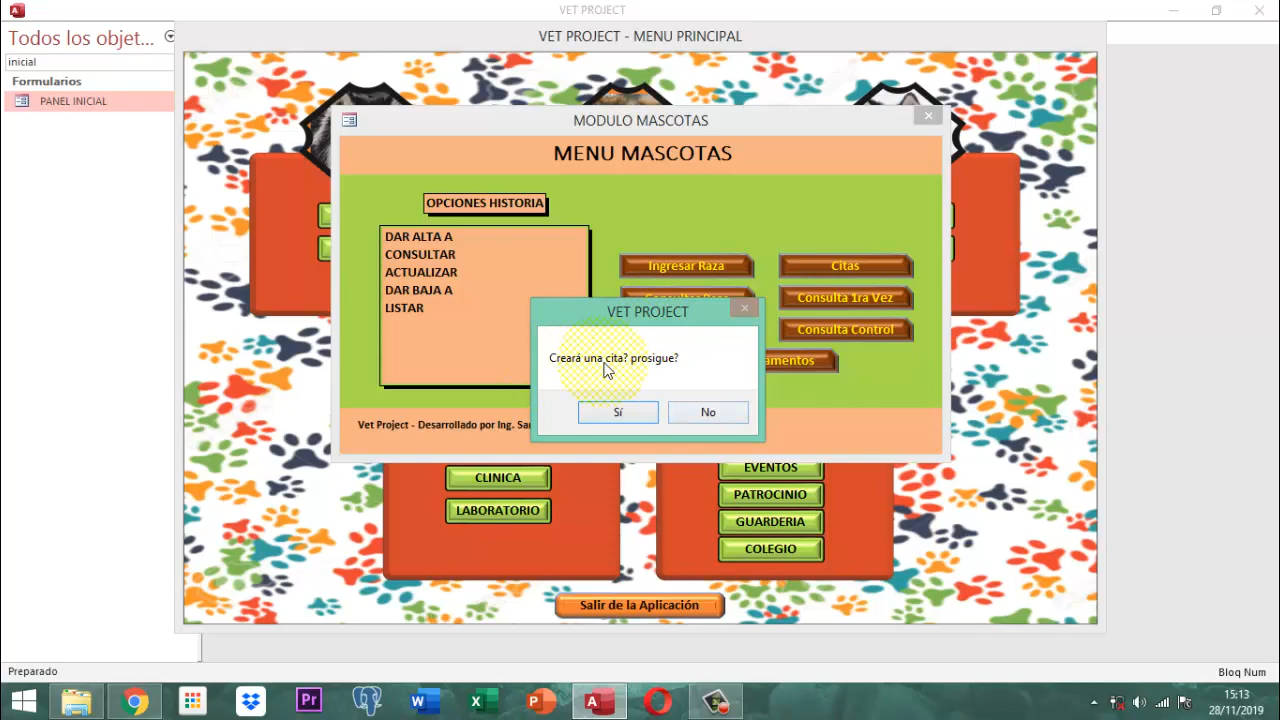 VET PROJECT
Todos los objet...
inicial
Formularios
PANEL INICIAL
VET PROJECT - MENU PRINCIPAL
MODULO MASCOTAS
MENU MASCOTAS
OPCIONES HISTORIA
DAR ALTA A
CONSULTAR
ACTUALIZAR
DAR BAJA A
LISTAR
Ingresar Raza
Citas
Consulta 1ra Vez
Consulta Control
amentos
VET PROJECT
Creará una cita? prosigue?
Sí
No
Vet Project - Desarrollado por Ing. Sa
CLINICA
LABORATORIO
EVENTOS
PATROCINIO
GUARDERIA
COLEGIO
Salir de la Aplicación
Preparado
Bloq Num
15:13
28/11/2019